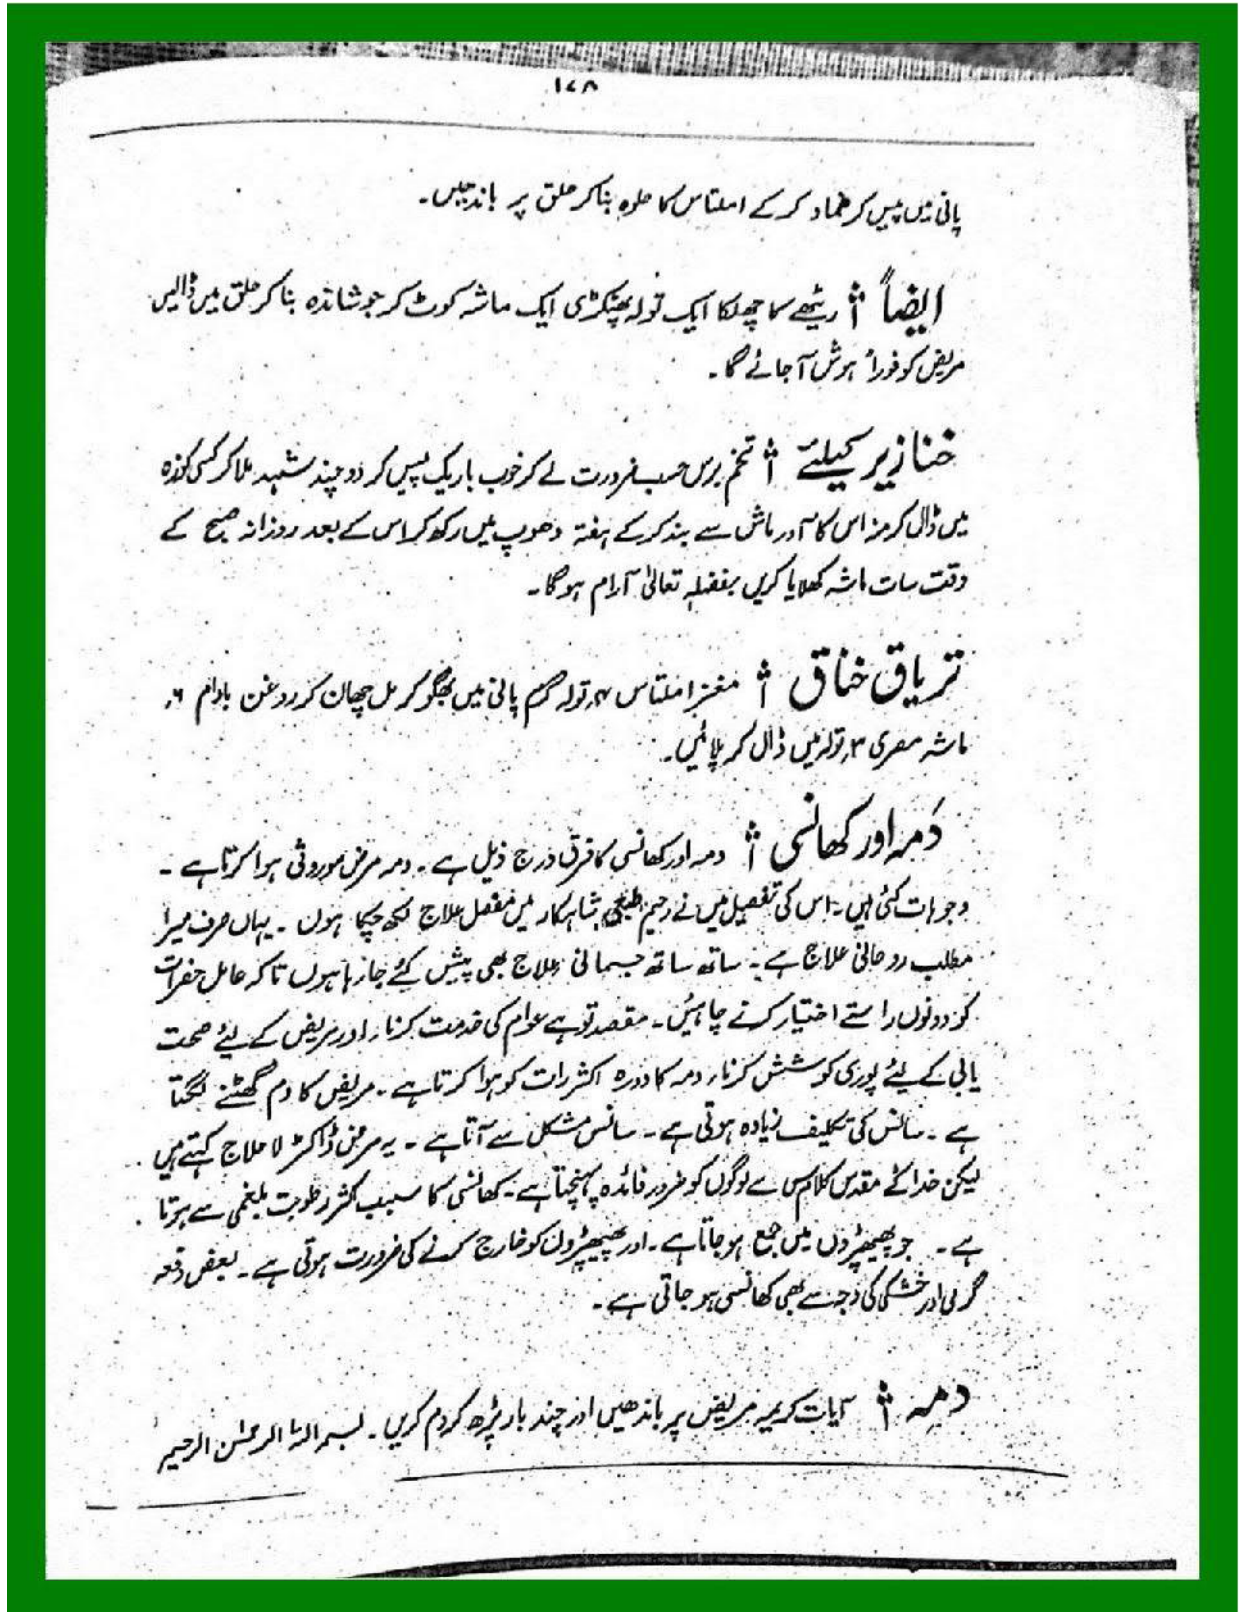 ۱۷۸
پانی میں پیس کر ضماد کر کے املتاس کا حلوہ بنا کر حلق پر باندھیں۔
ایضاً : ریٹھے کا چھلکا ایک تولہ پھٹکڑی ایک ماشہ کوٹ کر جوشاندہ بنا کر حلق میں ڈالیں
مریض کو فوراً ہوش آ جائے گا۔
خنازیر کیلئے : تخم برس حسب ضرورت لے کر خوب باریک پیس کر دو چند شہد ملا کر کسی کوزہ
میں ڈال کر منہ اس کا آرد ماش سے بند کر کے ہفتہ دھوپ میں رکھ کر اس کے بعد روزانہ صبح کے
وقت سات ماشہ کھلایا کریں بفضلہ تعالیٰ آرام ہو گا۔
تریاق خناق : مغز املتاس ۴ تولہ گرم پانی میں بھگو کر مل چھان کر روغن بادام ۶
ماشہ مصری ۳ تولہ میں ڈال کر پلائیں۔
دَمہ اور کھانسی : دمہ اور کھانسی کا فرق درج ذیل ہے۔ دمہ مرض موروثی ہوا کرتا ہے۔
وجوہات کئی ہیں۔ اس کی تفصیل میں نے رحیم طبی شاہکار میں مفصل علاج لکھ چکا ہوں۔ یہاں صرف میرا
مطلب روحانی علاج ہے۔ ساتھ ساتھ جسمانی علاج بھی پیش کئے جا رہا ہوں تاکہ عامل حضرات
کو دونوں راستے اختیار کرنے چاہئیں۔ مقصد تو ہے عوام کی خدمت کرنا، اور مریض کے لیئے صحت
یابی کے لیئے پوری کوشش کرنا، دمہ کا دورہ اکثر رات کو ہوا کرتا ہے۔ مریض کا دم گھٹنے لگتا
ہے۔ سانس کی تکلیف زیادہ ہوتی ہے۔ سانس مشکل سے آتا ہے۔ یہ مرض ڈاکٹر لا علاج کہتے ہیں
لیکن خدا کے مقدس کلام سے لوگوں کو ضرور فائدہ پہنچتا ہے۔ کھانسی کا سبب کثر رطوبت بلغمی سے ہوتا
ہے۔ جو پھیپھڑوں میں جمع ہو جاتا ہے۔ اور پھیپھڑوں کو خارج کرنے کی ضرورت ہوتی ہے۔ بعض دفعہ
گرمی اور خشکی کی وجہ سے بھی کھانسی ہو جاتی ہے۔
دمہ : آیات کریمہ مریض پر باندھیں اور چند بار پڑھ کر دم کریں۔ بسم اللہ الرحمٰن الرحیم